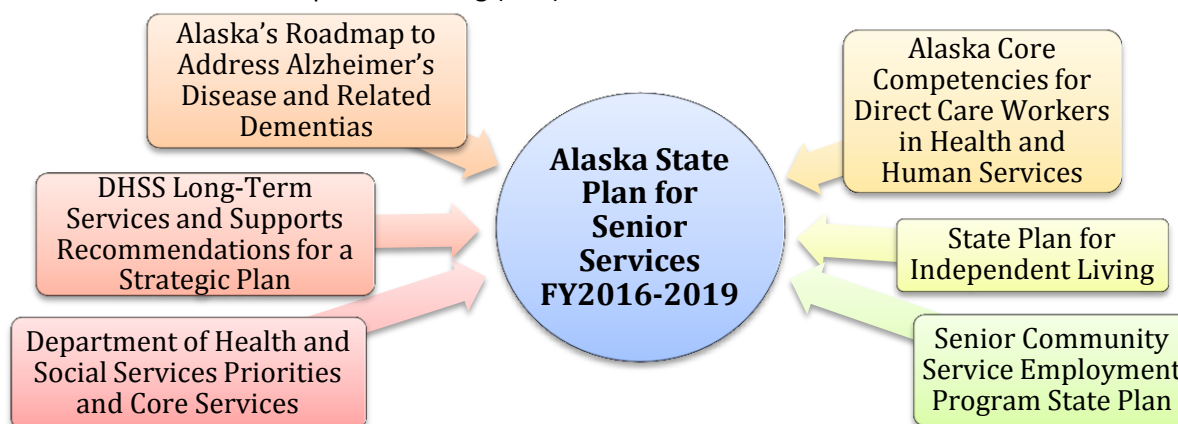 Alaska's Roadmap to
Address Alzheimer's
Disease and Related
Dementias
DHSS Long-Term
Services and Supports
Recommendations for a
Strategic Plan
Department of Health and
Social Services Priorities
and Core Services
Alaska State
Plan for
Senior
Services
FY2016-2019
Alaska Core
Competencies for
Direct Care Workers
in Health and
Human Services
State Plan for
Independent Living
Senior Community
Service Employment
Program State Plan